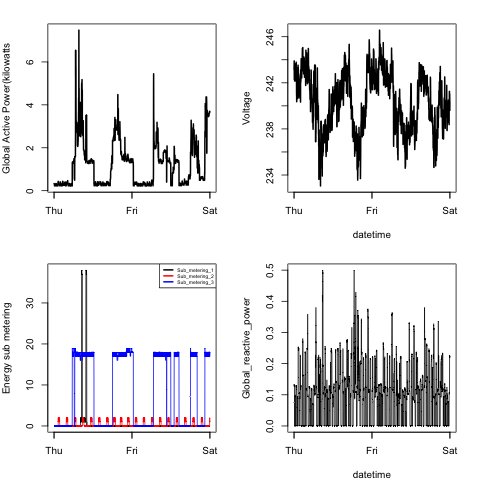 Global Active Power(kilowatts
0
2
4
6
Thu
Fri
Sat
Voltage
234
238
242
246
Thu
Fri
Sat
datetime
Energy sub metering
0
10
20
30
Thu
Fri
Sat
Sub_metering_1
Sub_metering_2
Sub_metering_3
Global_reactive_power
0.0
0.1
0.2
0.3
0.4
0.5
Thu
Fri
Sat
datetime